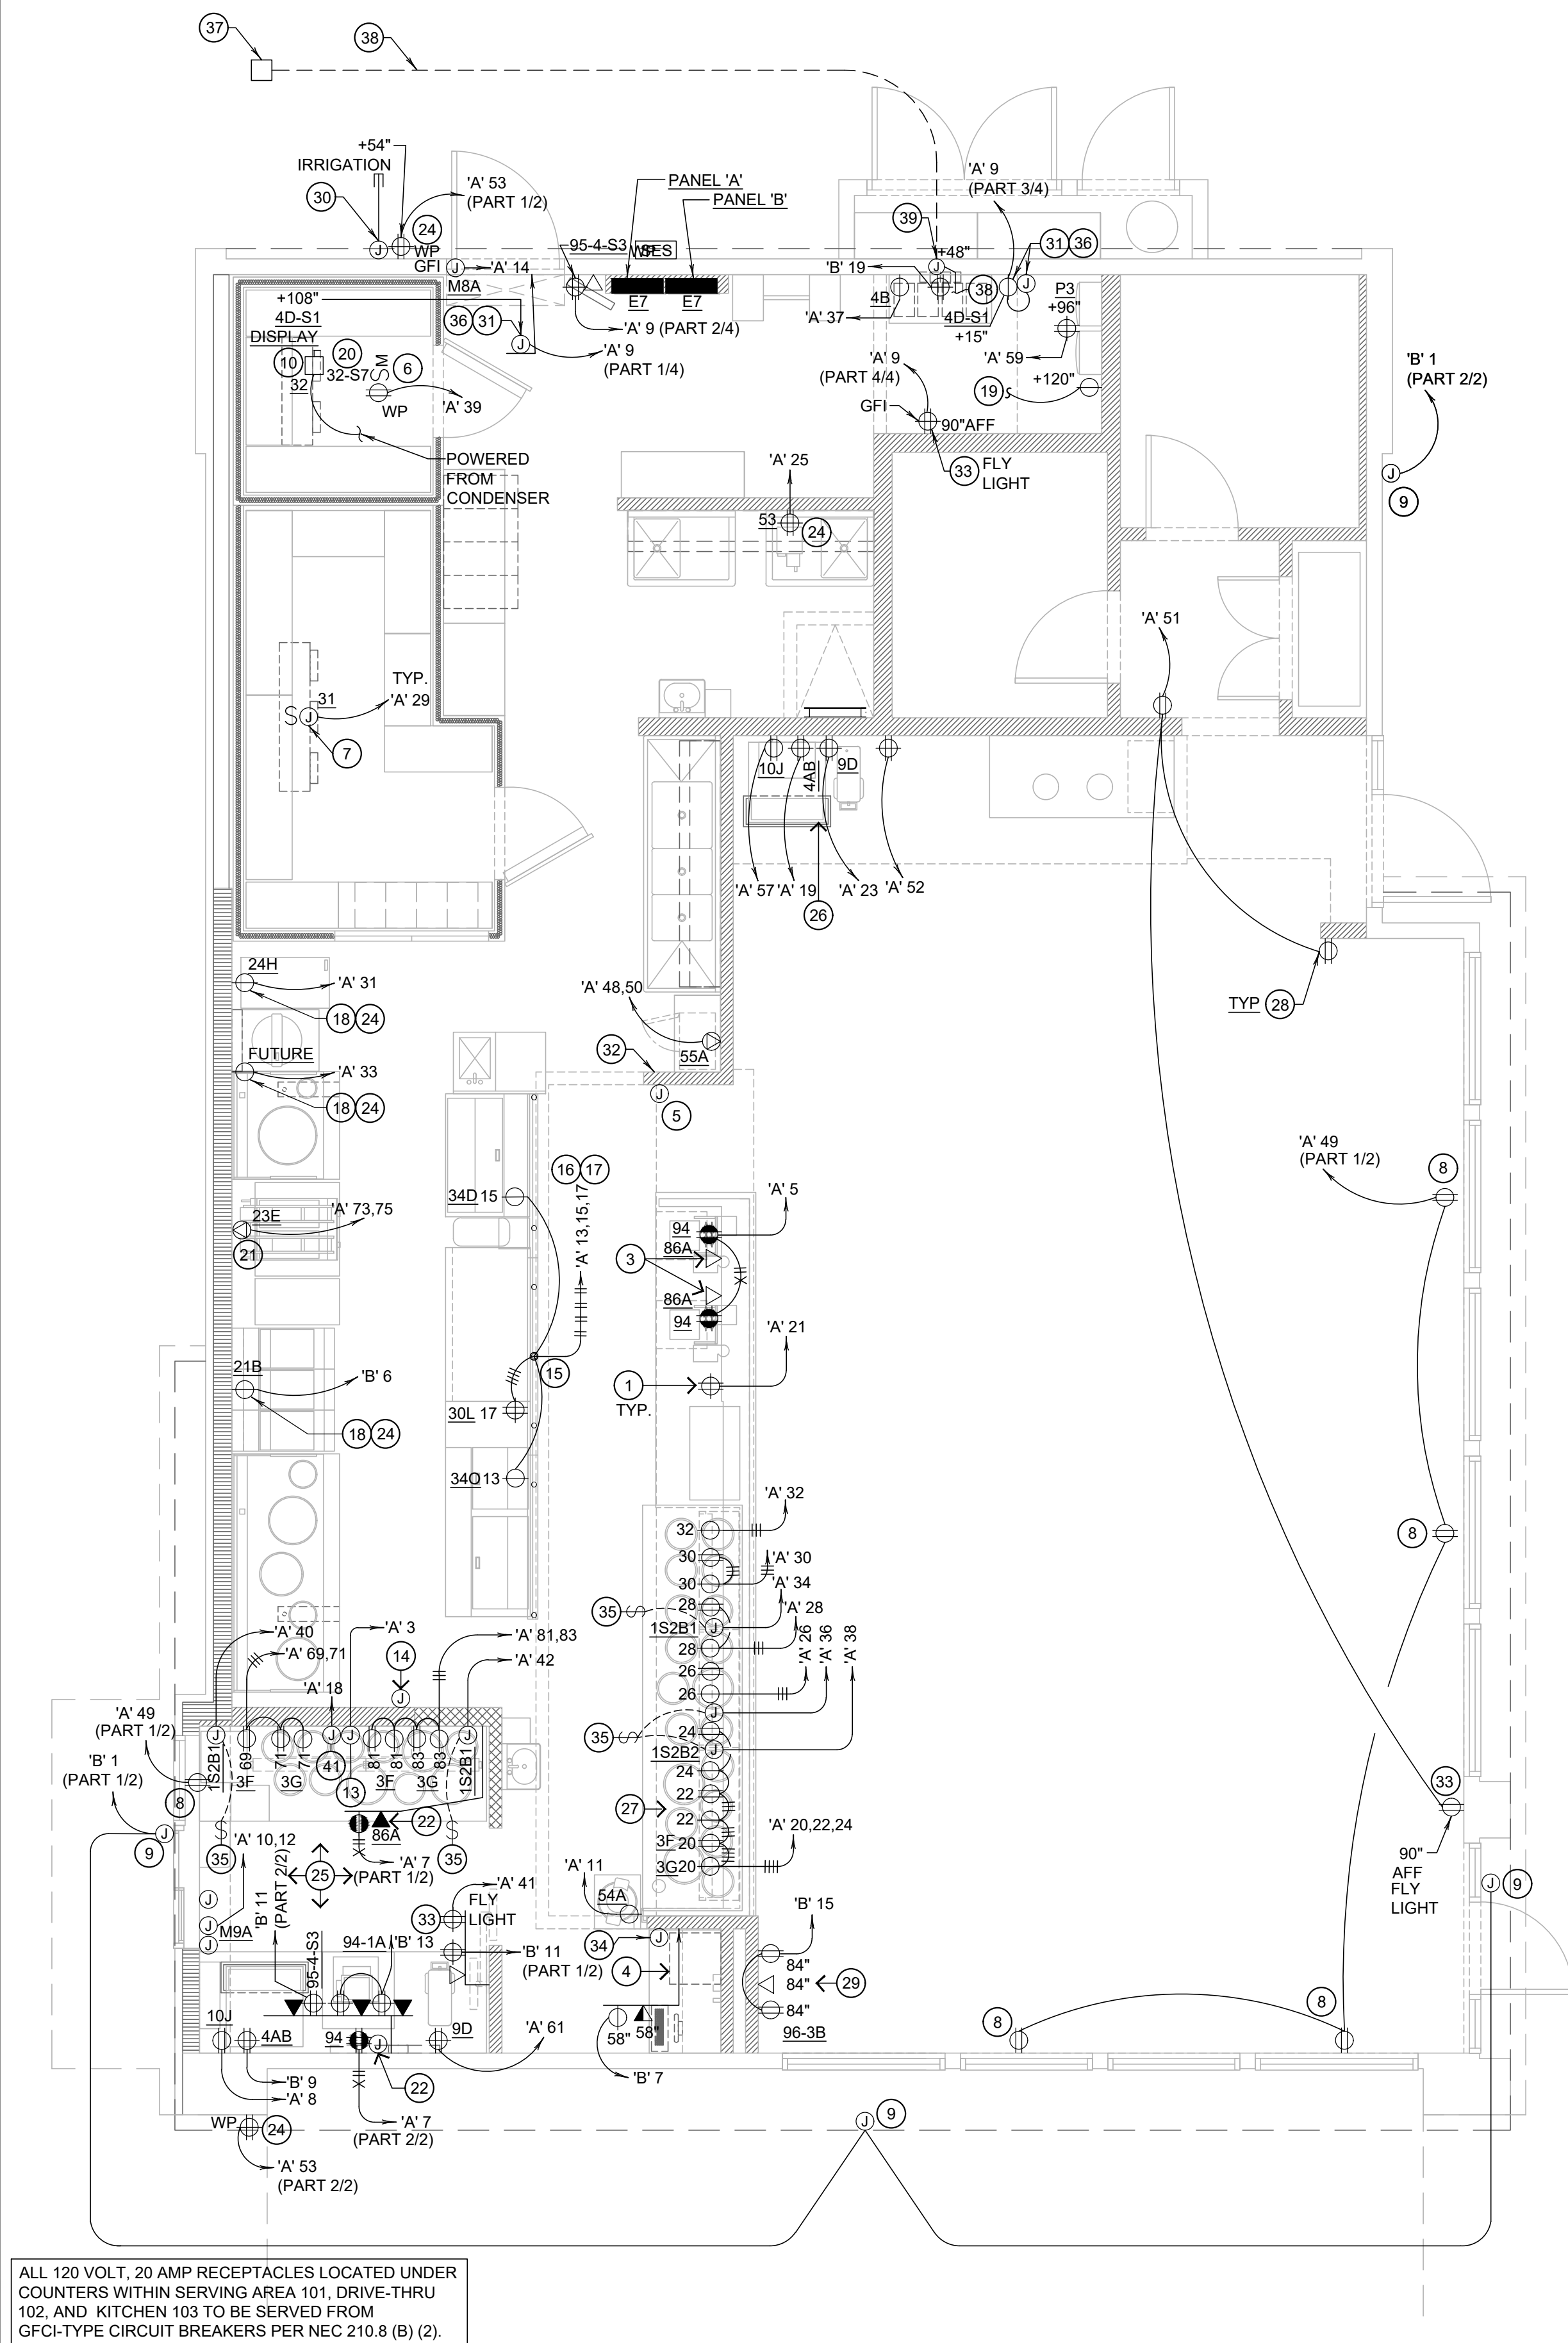 37
38
+54"
IRRIGATION
30
'A' 53
(PART 1/2)
24
WP
GFI
'A' 14
M8A
PANEL 'A'
PANEL 'B'
95-4-S3
WP
SES
E7
E7
'A' 9 (PART 2/4)
'A' 9
(PART 3/4)
39
+48"
31
36
'B' 19
4B
38
4D-S1
+15"
'A' 37
P3
+96"
'A' 59
+108"
4D-S1
DISPLAY
36
31
'A' 9
(PART 1/4)
10
20
32-S7
32
S
M
6
WP
'A' 39
'A' 9
(PART 4/4)
GFI
90"AFF
19
S
+120"
'B' 1
(PART 2/2)
J
9
POWERED
FROM
CONDENSER
33
FLY
LIGHT
'A' 25
53
24
'A' 51
TYP.
31
'A' 29
S
J
7
10J
4AB
9D
'A' 57
'A' 19
'A' 23
'A' 52
26
24H
'A' 31
18
24
'A' 48,50
TYP
28
FUTURE
'A' 33
18
24
32
55A
J
5
'A' 49
(PART 1/2)
8
16
17
34D 15
'A' 13,15,17
23E
'A' 73,75
21
'A' 5
94
86A
3
86A
94
'A' 21
21B
'B' 6
15
1
TYP.
30L 17
18
24
34O 13
'A' 32
32
30
'A' 30
30
'A' 34
28
35
1S2B1
J
'A' 28
28
'A' 26
'A' 36
'A' 38
26
26
J
24
35
1S2B2
J
24
22
27
22
3F 20
3G 20
'A' 20,22,24
8
'A' 40
'A' 69,71
'A' 3
'A' 81,83
'A' 42
14
J
'A' 18
'A' 49
(PART 1/2)
'B' 1
(PART 1/2)
1S2B1
69
71
71
41
13
81
81
83
83
1S2B1
3F
3G
3F
3G
8
J
9
35
86A
22
35
'A' 10,12
25
'A' 7
(PART 1/2)
33
90"
AFF
FLY
LIGHT
J
9
'A' 11
54A
'B' 11
(PART 2/2)
J
J
M9A
J
'A' 41
FLY
LIGHT
33
95-4-S3
94-1A
'B' 13
'B' 11
(PART 1/2)
34
J
4
'B' 15
84"
84"
29
84"
96-3B
10J
4AB
94
J
9D
'A' 61
58"
58"
'B' 7
8
8
'B' 9
'A' 8
22
WP
24
'A' 7
(PART 2/2)
'A' 53
(PART 2/2)
J
9
ALL 120 VOLT, 20 AMP RECEPTACLES LOCATED UNDER
COUNTERS WITHIN SERVING AREA 101, DRIVE-THRU
102, AND KITCHEN 103 TO BE SERVED FROM
GFCI-TYPE CIRCUIT BREAKERS PER NEC 210.8 (B) (2).